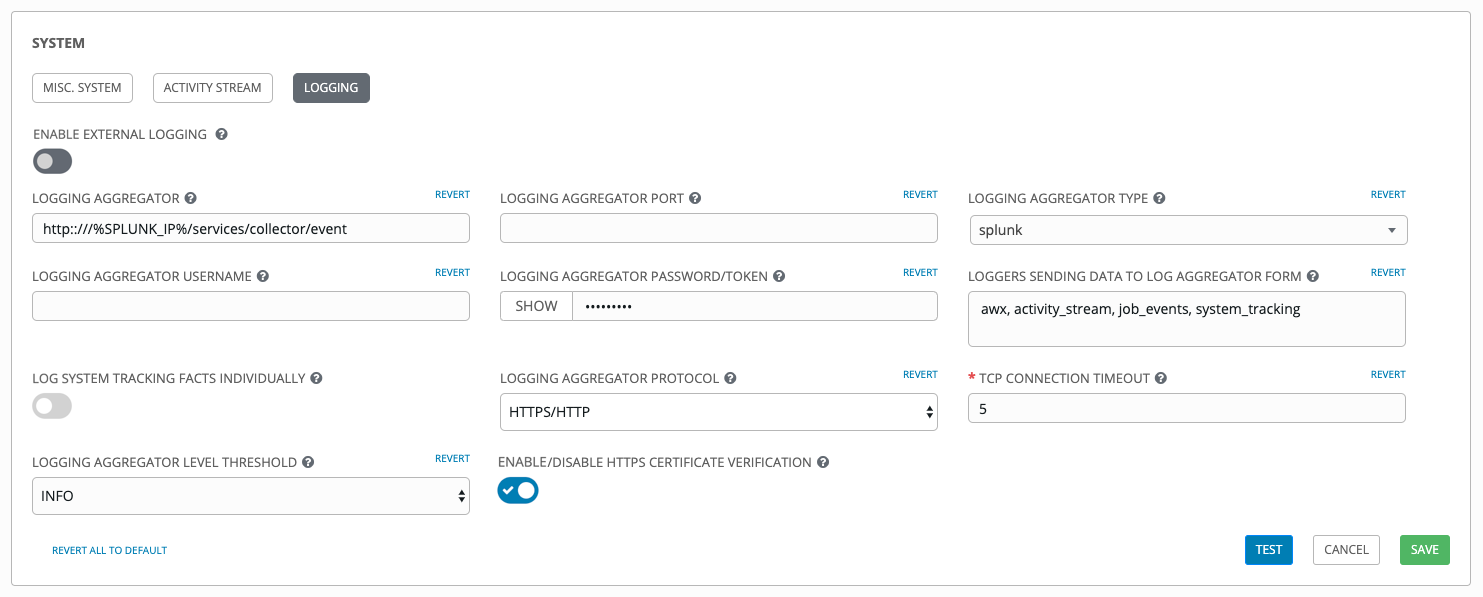 SYSTEM
MISC. SYSTEM
ACTIVITY STREAM
LOGGING
ENABLE EXTERNAL LOGGING ?
LOGGING AGGREGATOR ? REVERT
http:///%SPLUNK_IP%/services/collector/event
LOGGING AGGREGATOR PORT ? REVERT
LOGGING AGGREGATOR TYPE ? REVERT
splunk
LOGGING AGGREGATOR USERNAME ? REVERT
LOGGING AGGREGATOR PASSWORD/TOKEN ? REVERT
SHOW •••••••••
LOGGERS SENDING DATA TO LOG AGGREGATOR FORM ? REVERT
awx, activity_stream, job_events, system_tracking
LOG SYSTEM TRACKING FACTS INDIVIDUALLY ?
LOGGING AGGREGATOR PROTOCOL ? REVERT
HTTPS/HTTP
* TCP CONNECTION TIMEOUT ? REVERT
5
LOGGING AGGREGATOR LEVEL THRESHOLD ? REVERT
INFO
ENABLE/DISABLE HTTPS CERTIFICATE VERIFICATION ?
REVERT ALL TO DEFAULT
TEST
CANCEL
SAVE